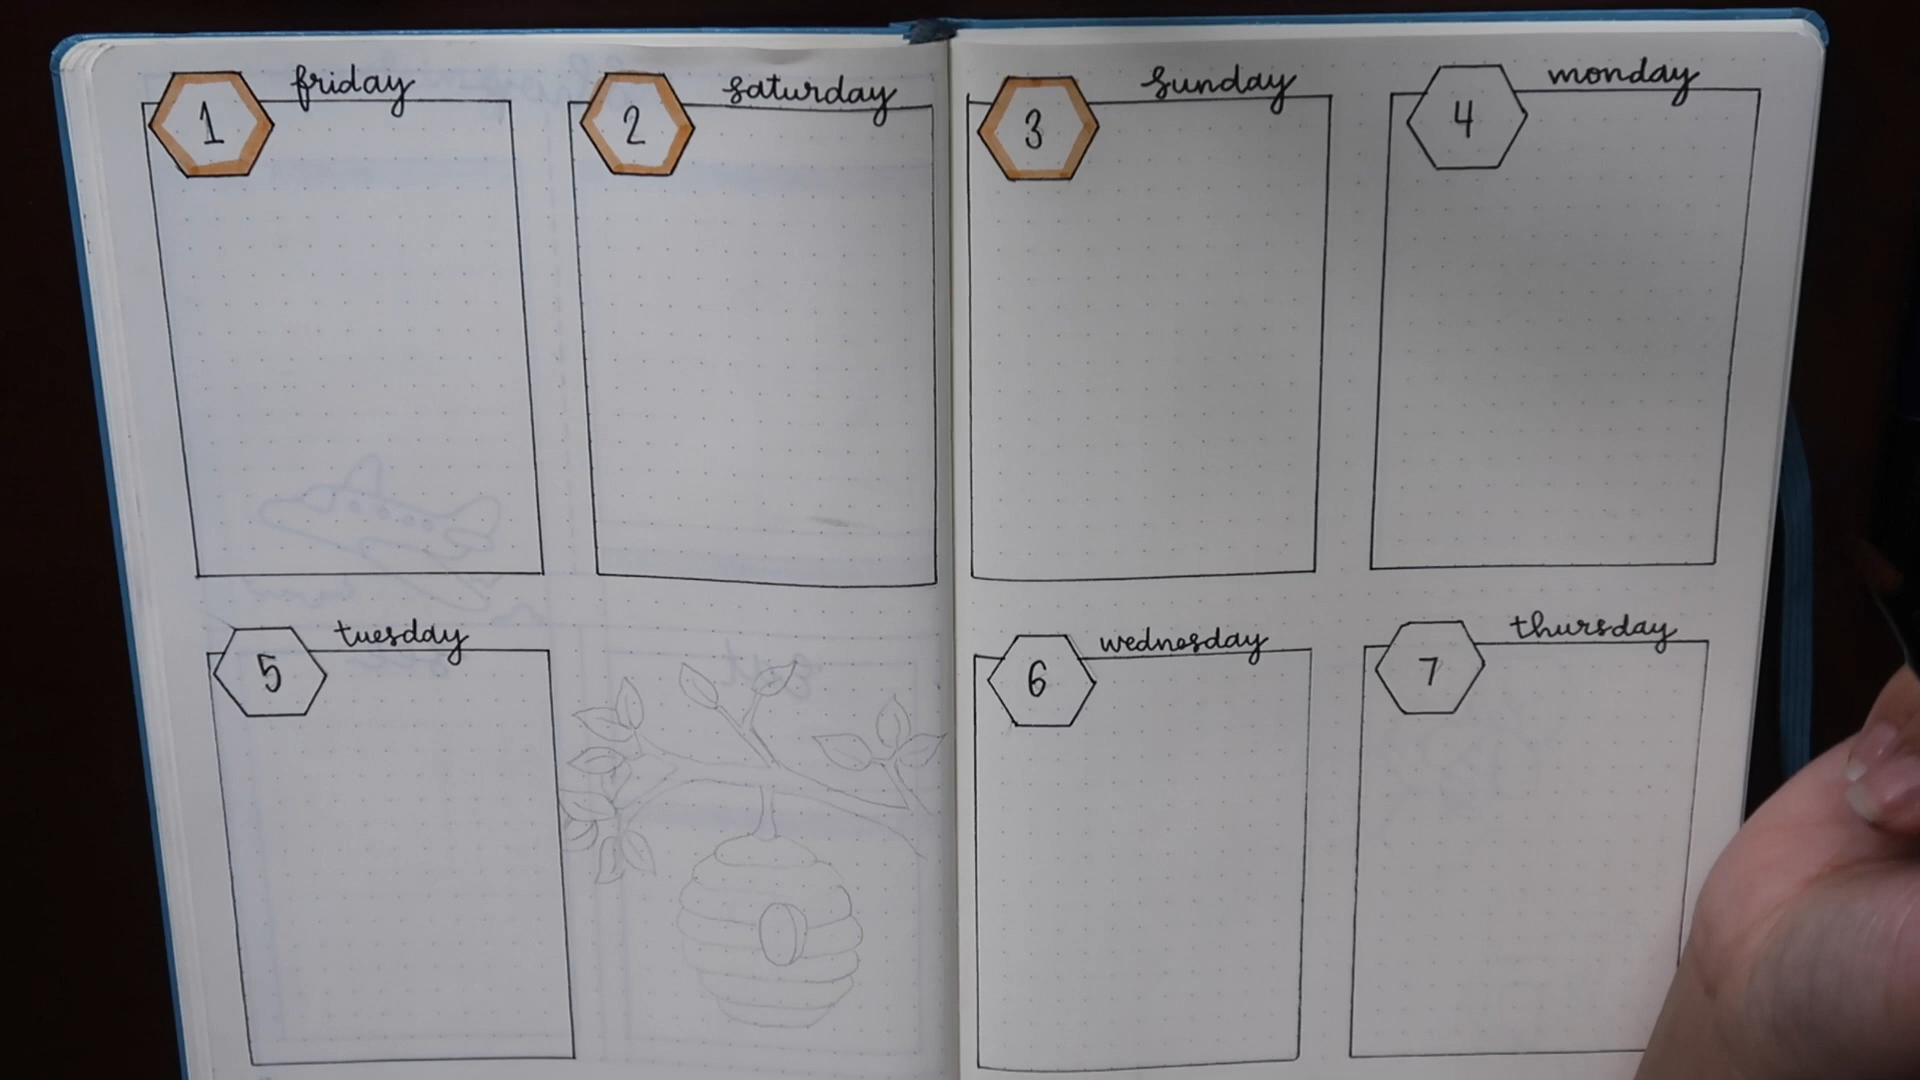 1 friday
2 saturday
3 sunday
4 monday
5 tuesday
6 wednesday
7 thursday